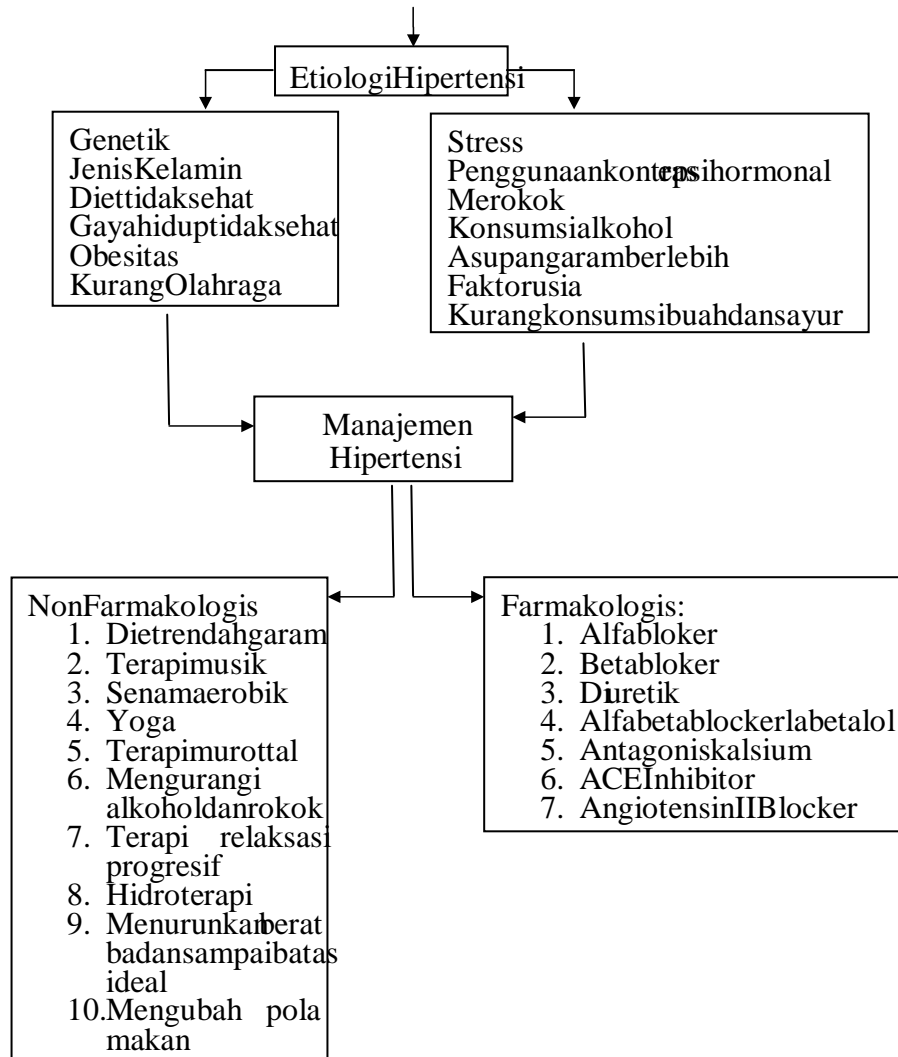 EtiologiHipertensi
Genetik
JenisKelamin
Diettidaksehat
Gayahiduptidaksehat
Obesitas
KurangOlahraga
Stress
Penggunaankontrasepsihormonal
Merokok
Konsumsialkohol
Asupangaramberlebih
Faktorusia
Kurangkonsumsibuahdansayur
Manajemen
Hipertensi
NonFarmakologis
1. Dietrendahgaram
2. Terapimusik
3. Senamaerobik
4. Yoga
5. Terapimurottal
6. Mengurangi
alkoholdanrokok
7. Terapi relaksasi
progresif
8. Hidroterapi
9. Menurunkanberat
badansampaibatas
ideal
10.Mengubah pola
makan
Farmakologis:
1. Alfabloker
2. Betabloker
3. Diuretik
4. Alfabetablockerlabetalol
5. Antagoniskalsium
6. ACEInhibitor
7. AngiotensinIIBlocker